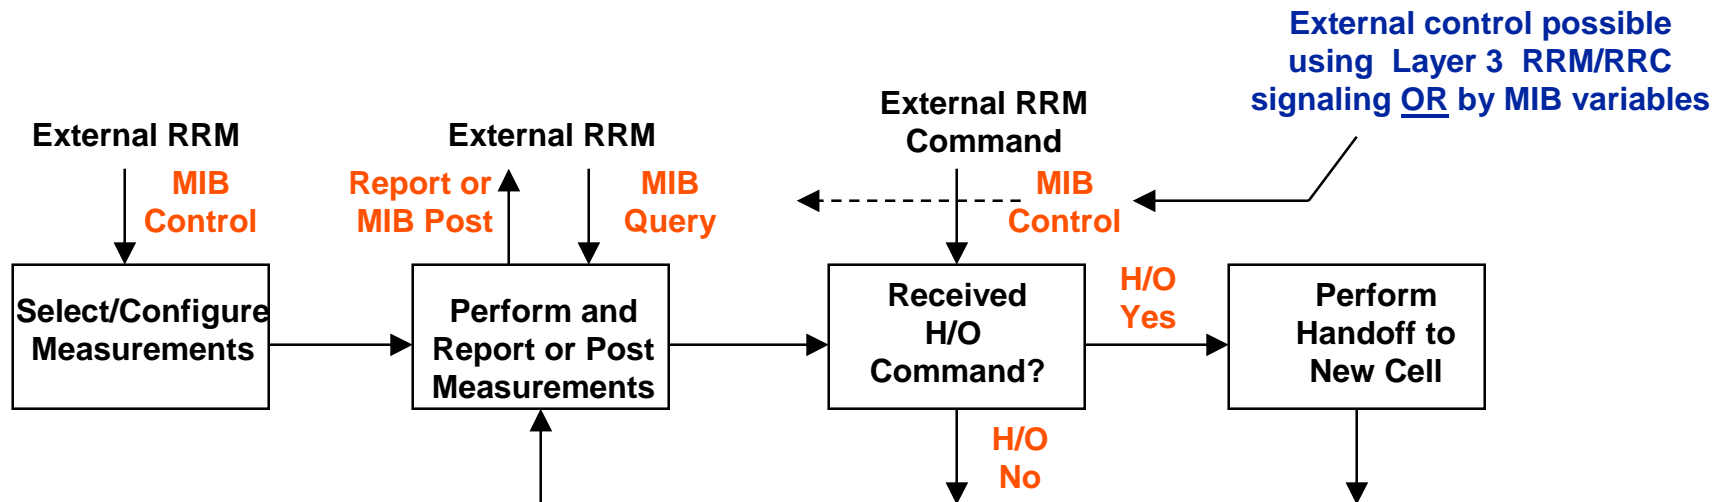 External control possible
using Layer 3 RRM/RRC
signaling OR by MIB variables
External RRM
External RRM
External RRM
Command
MIB
Control
Report or
MIB Post
MIB
Query
MIB
Control
Select/Configure
Measurements
Perform and
Report or Post
Measurements
Received
H/O
Command?
H/O
Yes
Perform
Handoff to
New Cell
H/O
No